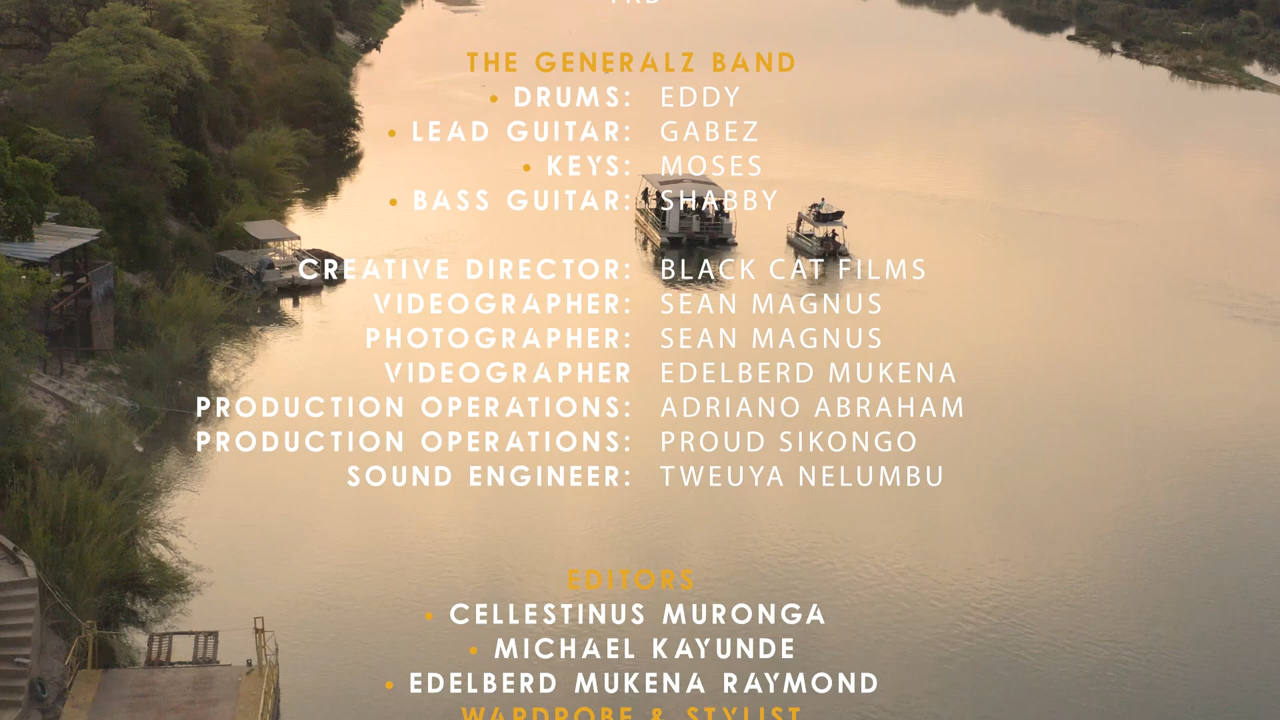 THE GENERALZ BAND
• DRUMS: EDDY
• LEAD GUITAR: GABEZ
• KEYS: MOSES
• BASS GUITAR: SHABBY
CREATIVE DIRECTOR: BLACK CAT FILMS
VIDEOGRAPHER: SEAN MAGNUS
PHOTOGRAPHER: SEAN MAGNUS
VIDEOGRAPHER EDELBERD MUKENA
PRODUCTION OPERATIONS: ADRIANO ABRAHAM
PRODUCTION OPERATIONS: PROUD SIKONGO
SOUND ENGINEER: TWEUYA NELUMBU
EDITORS
• CELLESTINUS MURONGA
• MICHAEL KAYUNDE
• EDELBERD MUKENA RAYMOND
WARDROBE & STYLIST